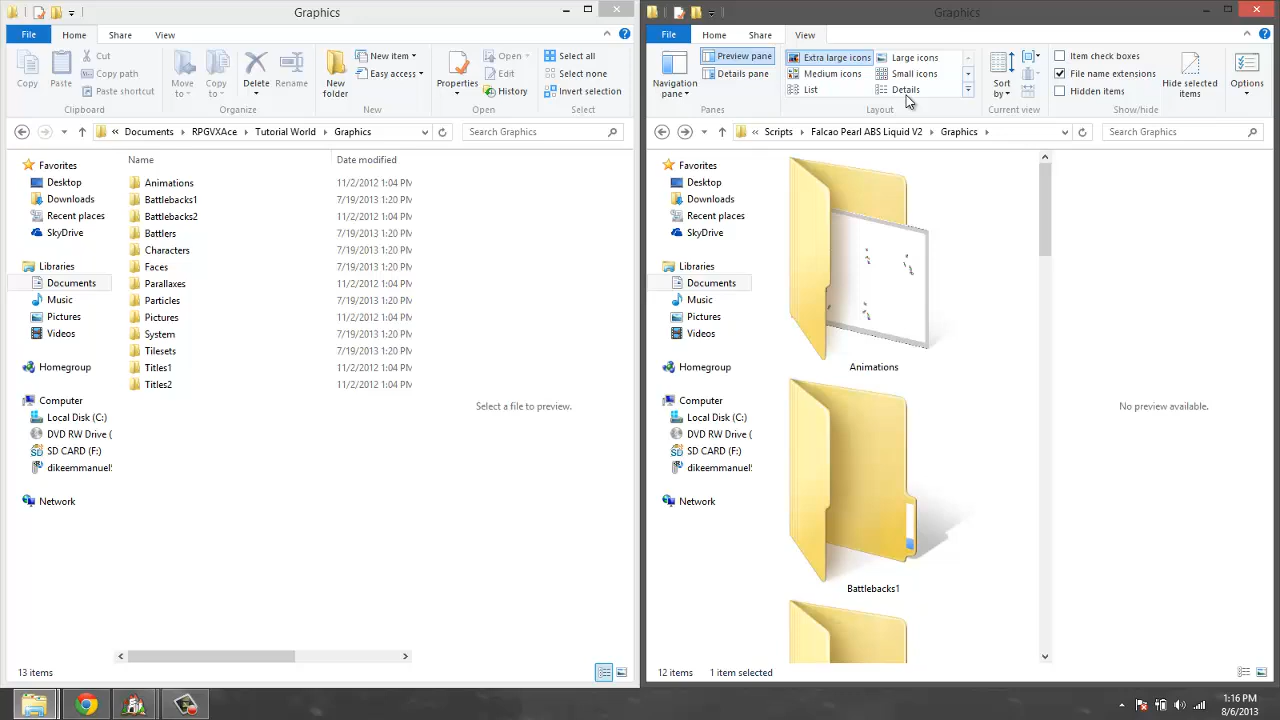 Graphics
File Home Share View
Copy
Paste
Cut
Copy path
Paste shortcut
Clipboard
Move to
Copy to
Delete
Rename
Organize
New folder
New item
Easy access
New
Properties
Open
Edit
History
Open
Select all
Select none
Invert selection
Select
Documents RPGVXAce Tutorial World Graphics
Search Graphics
Favorites
Desktop
Downloads
Recent places
SkyDrive
Libraries
Documents
Music
Pictures
Videos
Homegroup
Computer
Local Disk (C:)
DVD RW Drive (
SD CARD (F:)
dikeemmanuel
Network
Name Date modified
Animations 11/2/2012 1:04 PM
Battlebacks1 7/19/2013 1:20 PM
Battlebacks2 11/2/2012 1:04 PM
Battlers 7/19/2013 1:20 PM
Characters 7/19/2013 1:20 PM
Faces 7/19/2013 1:20 PM
Parallaxes 11/2/2012 1:04 PM
Particles 7/19/2013 1:20 PM
Pictures 11/2/2012 1:04 PM
System 7/19/2013 1:20 PM
Tilesets 7/19/2013 1:20 PM
Titles1 11/2/2012 1:04 PM
Titles2 11/2/2012 1:04 PM
Select a file to preview.
13 items
Graphics
File Home Share View
Navigation pane
Preview pane
Details pane
Panes
Extra large icons Large icons
Medium icons Small icons
List Details
Layout
Sort by
Current view
Item check boxes
File name extensions
Hidden items
Hide selected items
Show/hide
Options
Scripts Falcao Pearl ABS Liquid V2 Graphics
Search Graphics
Favorites
Desktop
Downloads
Recent places
SkyDrive
Libraries
Documents
Music
Pictures
Videos
Homegroup
Computer
Local Disk (C:)
DVD RW Drive (
SD CARD (F:)
dikeemmanuel
Network
Animations
Battlebacks1
No preview available.
12 items 1 item selected
1:16 PM
8/6/2013